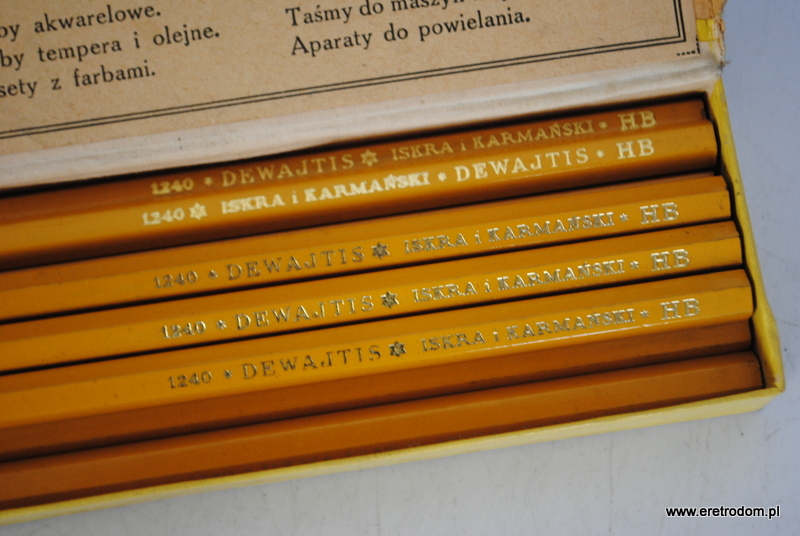 by akwarelowe.
by tempera i olejne.
sety z farbami.
Taśmy do maszyn
Aparaty do powielania.
1240 * DEWAJTIS ✡ ISKRA i KARMAŃSKI * HB
1240 ✡ ISKRA i KARMAŃSKI * DEWAJTIS * HB
1240 * DEWAJTIS ✡ ISKRA i KARMAŃSKI * HB
1240 * DEWAJTIS ✡ ISKRA i KARMAŃSKI * HB
1240 * DEWAJTIS ✡ ISKRA i KARMAŃSKI * HB
www.eretrodom.pl